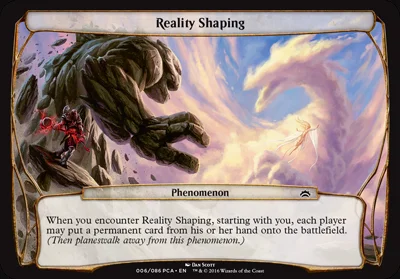 Reality Shaping
Phenomenon
When you encounter Reality Shaping, starting with you, each player
may put a permanent card from his or her hand onto the battlefield.
(Then planeswalk away from this phenomenon.)
Dan Scott
006/086 PCA • EN ™ & © 2016 Wizards of the Coast